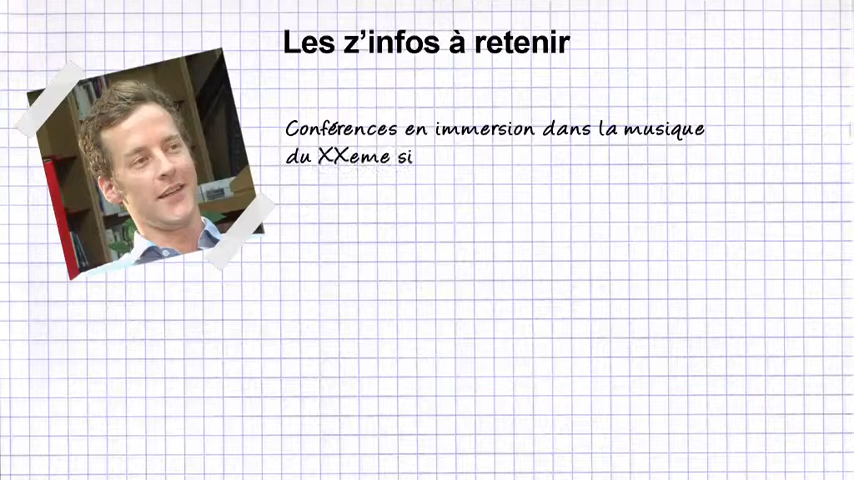 Les z’infos à retenir
Conférences en immersion dans la musique
du XXeme si